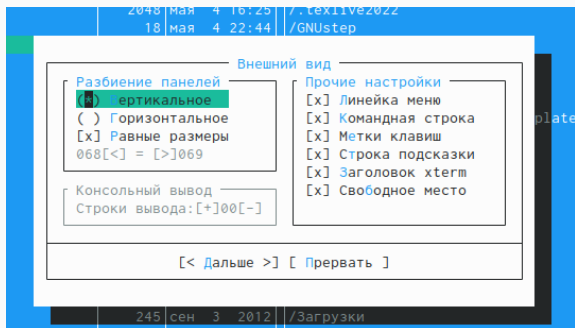 2048 мая 4 16:25 /.texlive2022
18 мая 4 22:44 /GNUstep
Внешний вид
Разбиение панелей
(*) Вертикальное
( ) Горизонтальное
[x] Равные размеры
068[<] = [>]069
Консольный вывод
Строки вывода:[+]00[-]
Прочие настройки
[x] Линейка меню
[x] Командная строка
[x] Метки клавиш
[x] Строка подсказки
[x] Заголовок xterm
[x] Свободное место
plate
[< Дальше >] [ Прервать ]
245 сен 3 2012 /Загрузки